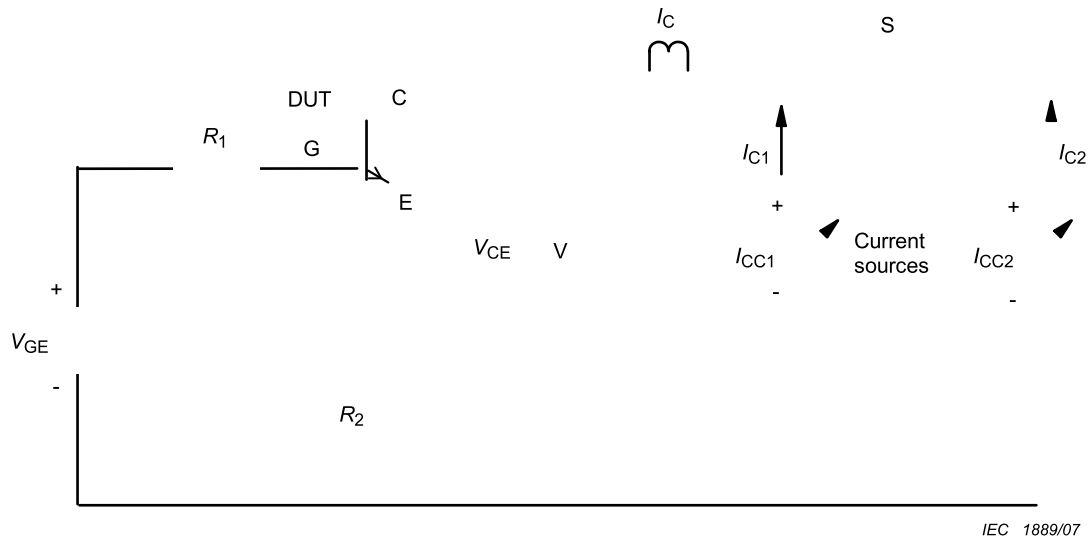 I_C
S
DUT
C
R_1
G
I_C1
I_C2
E
+
+
V_CE
V
Current
sources
I_CC1
I_CC2
+
-
-
V_GE
-
R_2
IEC 1889/07